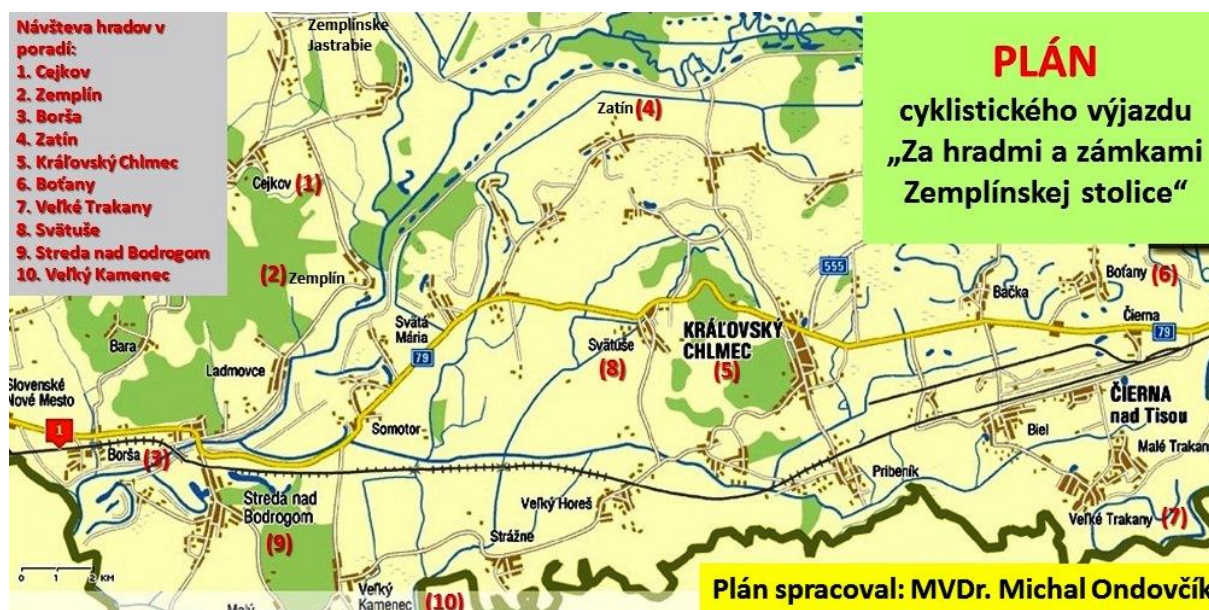 Návšteva hradov v
poradí:
1. Cejkov
2. Zemplín
3. Borša
4. Zatín
5. Kráľovský Chlmec
6. Boťany
7. Veľké Trakany
8. Svätuše
9. Streda nad Bodrogom
10. Veľký Kamenec
PLÁN
cyklistického výjazdu
„Za hradmi a zámkami
Zemplínskej stolice“
Zemplínske
Jastrabie
Zatín (4)
Cejkov (1)
(2) Zemplín
555
Boťany (6)
Bačka
Čierna
79
Svätá
Mária
79
Svätuše
(8)
KRÁĽOVSKÝ
CHLMEC
(5)
Bara
Ladmovce
Slovenské
Nové Mesto
1
Borša (3)
Somotor
ČIERNA
nad Tisou
Biel
Malé Trakany
Pribeník
Streda nad
Bodrogom
(9)
Veľký Horeš
Veľké Trakany (7)
Strážne
0 1 2 KM
Malý
Veľký
Kamenec (10)
Plán spracoval: MVDr. Michal Ondovčík